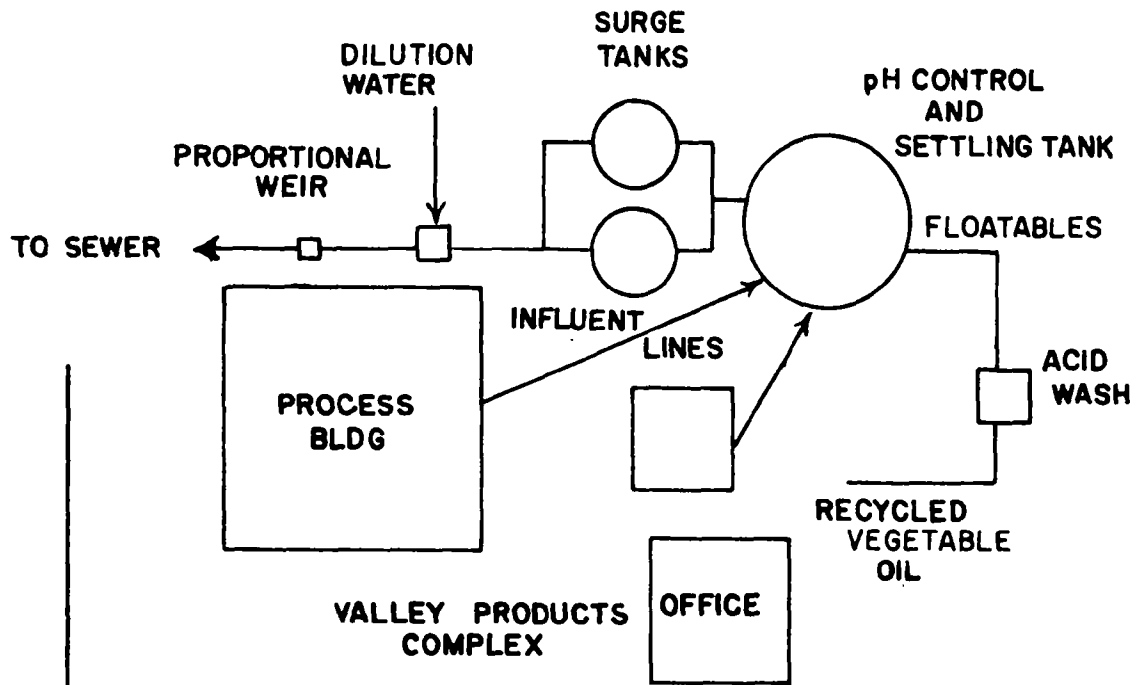 SURGE
TANKS
DILUTION
WATER
pH CONTROL
AND
SETTLING TANK
PROPORTIONAL
WEIR
FLOATABLES
TO SEWER
INFLUENT
LINES
ACID
WASH
PROCESS
BLDG
RECYCLED
VEGETABLE
OIL
OFFICE
VALLEY PRODUCTS
COMPLEX